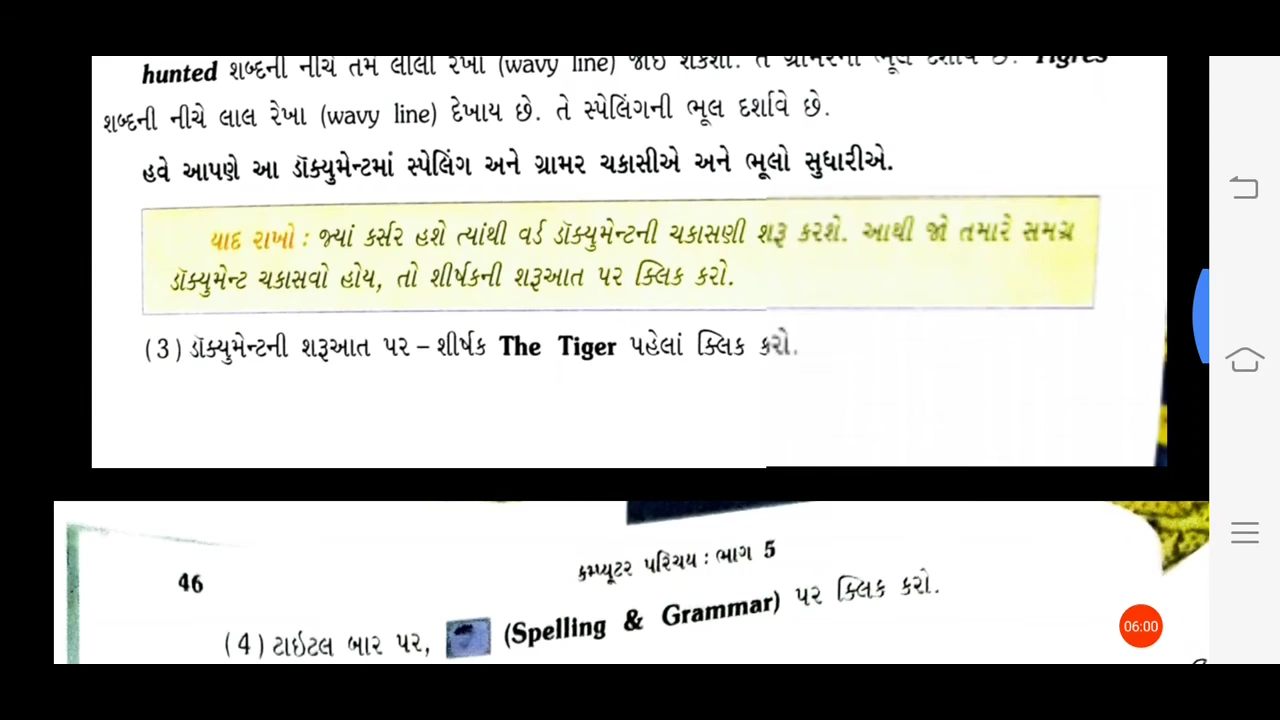 hunted શબ્દની નીચે તમે લીલી રેખા (wavy line) જોઈ શકશો. તે ગ્રામરની ભૂલ દર્શાવે છે. Tigres
શબ્દની નીચે લાલ રેખા (wavy line) દેખાય છે. તે સ્પેલિંગની ભૂલ દર્શાવે છે.
હવે આપણે આ ડૉક્યુમેન્ટમાં સ્પેલિંગ અને ગ્રામર ચકાસીએ અને ભૂલો સુધારીએ.
યાદ રાખો : જ્યાં કર્સર હશે ત્યાંથી વર્ડ ડૉક્યુમેન્ટની ચકાસણી શરૂ કરશે. આથી જો તમારે સમગ્ર
ડૉક્યુમેન્ટ ચકાસવો હોય, તો શીર્ષકની શરૂઆત પર ક્લિક કરો.
(3) ડૉક્યુમેન્ટની શરૂઆત પર – શીર્ષક The Tiger પહેલાં ક્લિક કરો.
46
કમ્પ્યૂટર પરિચય : ભાગ 5
(4) ટાઇટલ બાર પર, (Spelling & Grammar) પર ક્લિક કરો.
06:00